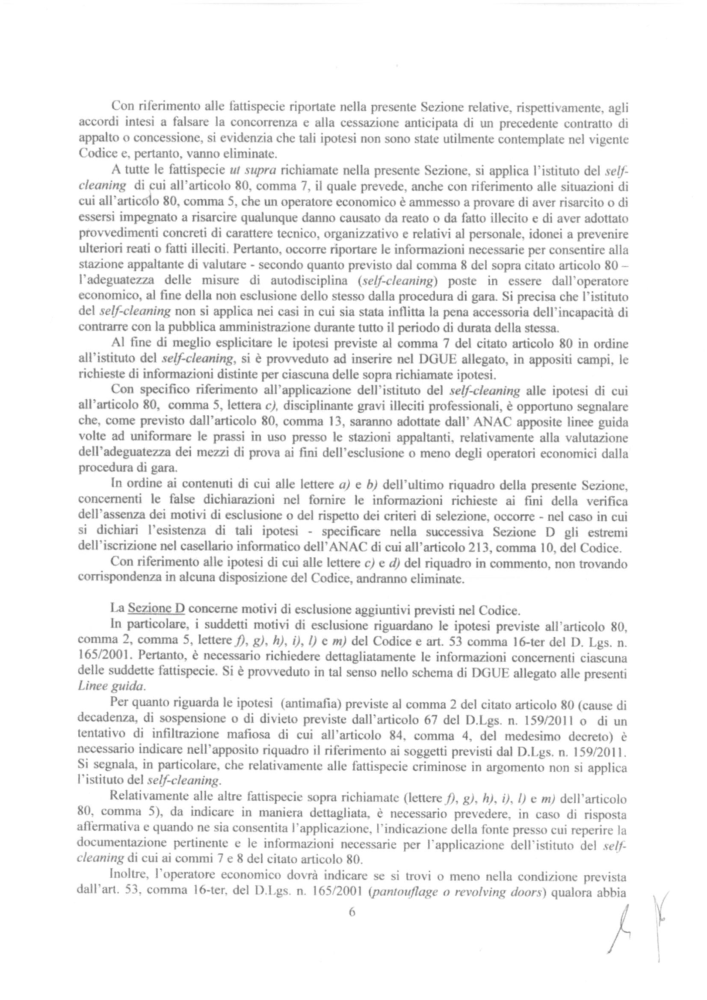 Con riferimento alle fattispecie riportate nella presente Sezione relative, rispettivamente, agli
accordi intesi a falsare la concorrenza e alla cessazione anticipata di un precedente contratto di
appalto o concessione, si evidenzia che tali ipotesi non sono state utilmente contemplate nel vigente
Codice e, pertanto, vanno eliminate.
A tutte le fattispecie ut supra richiamate nella presente Sezione, si applica l'istituto del self-
cleaning di cui all'articolo 80, comma 7, il quale prevede, anche con riferimento alle situazioni di
cui all'articolo 80, comma 5, che un operatore economico è ammesso a provare di aver risarcito o di
essersi impegnato a risarcire qualunque danno causato da reato o da fatto illecito e di aver adottato
provvedimenti concreti di carattere tecnico, organizzativo e relativi al personale, idonei a prevenire
ulteriori reati o fatti illeciti. Pertanto, occorre riportare le informazioni necessarie per consentire alla
stazione appaltante di valutare - secondo quanto previsto dal comma 8 del sopra citato articolo 80 –
l'adeguatezza delle misure di autodisciplina (self-cleaning) poste in essere dall'operatore
economico, al fine della non esclusione dello stesso dalla procedura di gara. Si precisa che l'istituto
del self-cleaning non si applica nei casi in cui sia stata inflitta la pena accessoria dell'incapacità di
contrarre con la pubblica amministrazione durante tutto il periodo di durata della stessa.
Al fine di meglio esplicitare le ipotesi previste al comma 7 del citato articolo 80 in ordine
all'istituto del self-cleaning, si è provveduto ad inserire nel DGUE allegato, in appositi campi, le
richieste di informazioni distinte per ciascuna delle sopra richiamate ipotesi.
Con specifico riferimento all'applicazione dell'istituto del self-cleaning alle ipotesi di cui
all'articolo 80, comma 5, lettera c), disciplinante gravi illeciti professionali, è opportuno segnalare
che, come previsto dall'articolo 80, comma 13, saranno adottate dall' ANAC apposite linee guida
volte ad uniformare le prassi in uso presso le stazioni appaltanti, relativamente alla valutazione
dell'adeguatezza dei mezzi di prova ai fini dell'esclusione o meno degli operatori economici dalla
procedura di gara.
In ordine ai contenuti di cui alle lettere a) e b) dell'ultimo riquadro della presente Sezione,
concernenti le false dichiarazioni nel fornire le informazioni richieste ai fini della verifica
dell'assenza dei motivi di esclusione o del rispetto dei criteri di selezione, occorre - nel caso in cui
si dichiari l'esistenza di tali ipotesi - specificare nella successiva Sezione D gli estremi
dell'iscrizione nel casellario informatico dell'ANAC di cui all'articolo 213, comma 10, del Codice.
Con riferimento alle ipotesi di cui alle lettere c) e d) del riquadro in commento, non trovando
corrispondenza in alcuna disposizione del Codice, andranno eliminate.
La Sezione D concerne motivi di esclusione aggiuntivi previsti nel Codice.
In particolare, i suddetti motivi di esclusione riguardano le ipotesi previste all'articolo 80,
comma 2, comma 5, lettere f), g), h), i), l) e m) del Codice e art. 53 comma 16-ter del D. Lgs. n.
165/2001. Pertanto, è necessario richiedere dettagliatamente le informazioni concernenti ciascuna
delle suddette fattispecie. Si è provveduto in tal senso nello schema di DGUE allegato alle presenti
Linee guida.
Per quanto riguarda le ipotesi (antimafia) previste al comma 2 del citato articolo 80 (cause di
decadenza, di sospensione o di divieto previste dall'articolo 67 del D.Lgs. n. 159/2011 o di un
tentativo di infiltrazione mafiosa di cui all'articolo 84, comma 4, del medesimo decreto) è
necessario indicare nell'apposito riquadro il riferimento ai soggetti previsti dal D.Lgs. n. 159/2011.
Si segnala, in particolare, che relativamente alle fattispecie criminose in argomento non si applica
l'istituto del self-cleaning.
Relativamente alle altre fattispecie sopra richiamate (lettere f), g), h), i), l) e m) dell'articolo
80, comma 5), da indicare in maniera dettagliata, è necessario prevedere, in caso di risposta
affermativa e quando ne sia consentita l'applicazione, l'indicazione della fonte presso cui reperire la
documentazione pertinente e le informazioni necessarie per l'applicazione dell'istituto del self-
cleaning di cui ai commi 7 e 8 del citato articolo 80.
Inoltre, l'operatore economico dovrà indicare se si trovi o meno nella condizione prevista
dall'art. 53, comma 16-ter, del D.Lgs. n. 165/2001 (pantouflage o revolving doors) qualora abbia
6